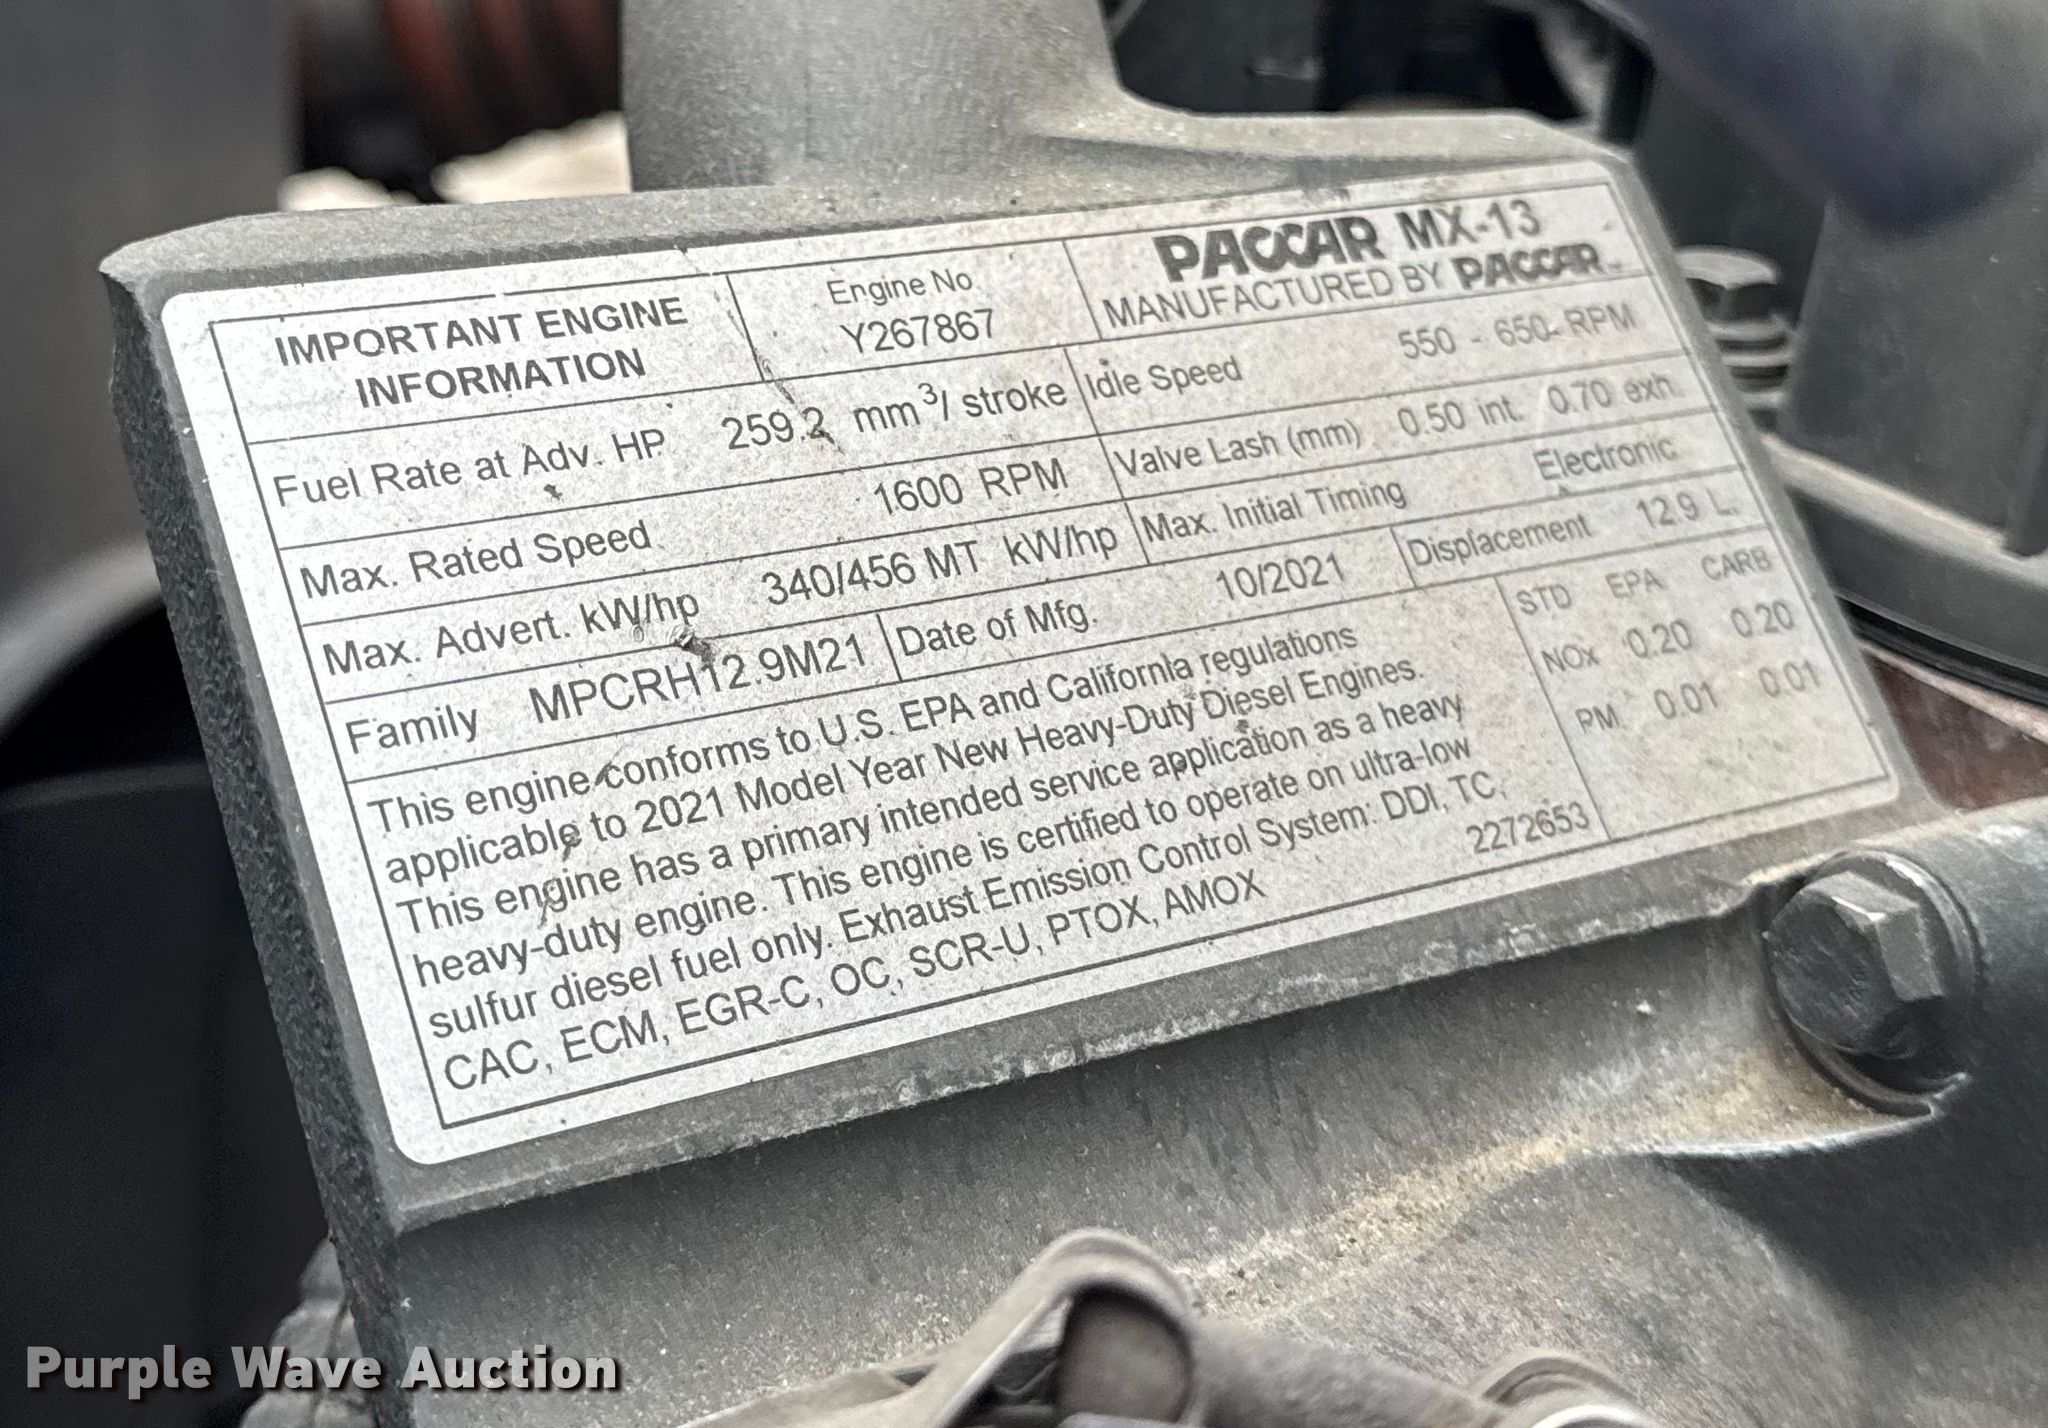 IMPORTANT ENGINE
INFORMATION
Engine No
Y267867
PACCAR MX-13
MANUFACTURED BY PACCAR
Fuel Rate at Adv. HP 259.2 mm3/ stroke
Idle Speed 550 - 650 RPM
Max. Rated Speed 1600 RPM
Valve Lash (mm) 0.50 int. 0.70 exh.
Max. Advert. kW/hp 340/456 MT kW/hp
Max. Initial Timing Electronic
Family MPCRH12.9M21
Date of Mfg. 10/2021
Displacement 12.9 L.
This engine conforms to U.S. EPA and California regulations
applicable to 2021 Model Year New Heavy-Duty Diesel Engines.
This engine has a primary intended service application as a heavy
heavy-duty engine. This engine is certified to operate on ultra-low
sulfur diesel fuel only. Exhaust Emission Control System: DDI, TC,
CAC, ECM, EGR-C, OC, SCR-U, PTOX, AMOX
2272653
STD EPA CARB
NOx 0.20 0.20
PM 0.01 0.01
Purple Wave Auction